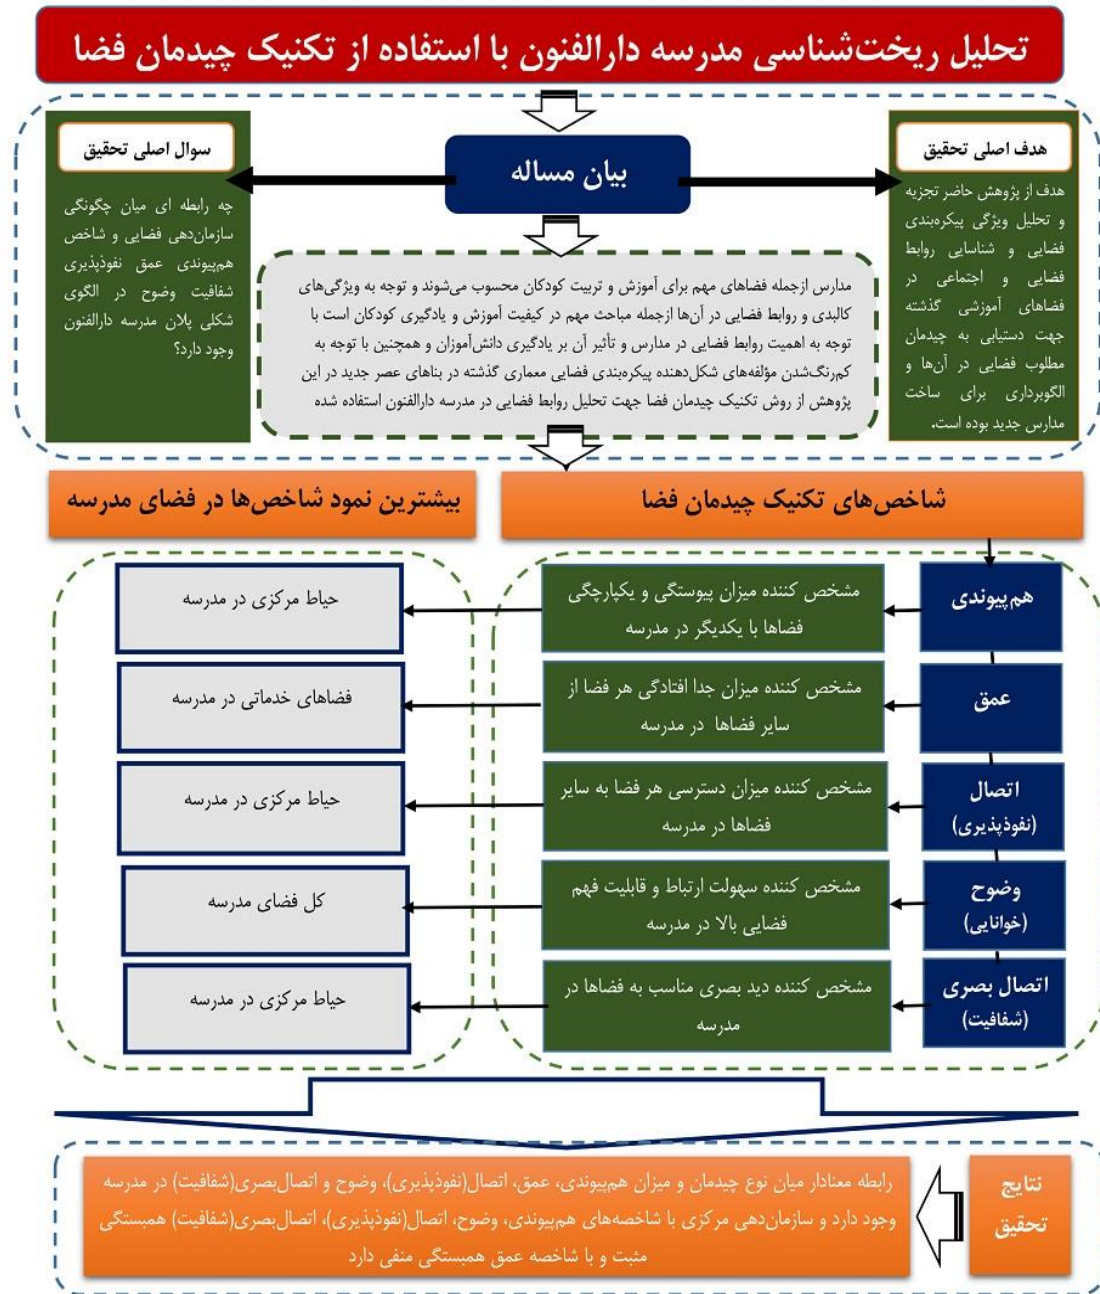 تحلیل ریخت‌شناسی مدرسه دارالفنون با استفاده از تکنیک چیدمان فضا
هدف اصلی تحقیق
هدف از پژوهش حاضر تجزیه
و تحلیل ویژگی پیکره‌بندی
فضایی و شناسایی روابط
فضایی و اجتماعی در
فضاهای آموزشی گذشته
جهت دستیابی به چیدمان
مطلوب فضایی در آن‌ها و
الگوبرداری برای ساخت
مدارس جدید بوده است.
بیان مساله
سوال اصلی تحقیق
چه رابطه ای میان چگونگی
سازمان‌دهی فضایی و شاخص
هم‌پیوندی عمق نفوذپذیری
شفافیت وضوح در الگوی
شکلی پلان مدرسه دارالفنون
وجود دارد؟
مدارس ازجمله فضاهای مهم برای آموزش و تربیت کودکان محسوب می‌شوند و توجه به ویژگی‌های
کالبدی و روابط فضایی در آن‌ها ازجمله مباحث مهم در کیفیت آموزش و یادگیری کودکان است با
توجه به اهمیت روابط فضایی در مدارس و تأثیر آن بر یادگیری دانش‌آموزان و همچنین با توجه به
کم‌رنگ‌شدن مؤلفه‌های شکل‌دهنده پیکره‌بندی فضایی معماری گذشته در بناهای عصر جدید در این
پژوهش از روش تکنیک چیدمان فضا جهت تحلیل روابط فضایی در مدرسه دارالفنون استفاده شده
شاخص‌های تکنیک چیدمان فضا
بیشترین نمود شاخص‌ها در فضای مدرسه
هم‌پیوندی
مشخص کننده میزان پیوستگی و یکپارچگی
فضاها با یکدیگر در مدرسه
حیاط مرکزی در مدرسه
عمق
مشخص کننده میزان جدا افتادگی هر فضا از
سایر فضاها در مدرسه
فضاهای خدماتی در مدرسه
اتصال
(نفوذپذیری)
مشخص کننده میزان دسترسی هر فضا به سایر
فضاها در مدرسه
حیاط مرکزی در مدرسه
وضوح
(خوانایی)
مشخص کننده سهولت ارتباط و قابلیت فهم
فضایی بالا در مدرسه
کل فضای مدرسه
اتصال بصری
(شفافیت)
مشخص کننده دید بصری مناسب به فضاها در
مدرسه
حیاط مرکزی در مدرسه
نتایج
تحقیق
رابطه معنادار میان نوع چیدمان و میزان هم‌پیوندی، عمق، اتصال(نفوذپذیری)، وضوح و اتصال‌بصری(شفافیت) در مدرسه
وجود دارد و سازمان‌دهی مرکزی با شاخصه‌های هم‌پیوندی، وضوح، اتصال(نفوذپذیری)، اتصال‌بصری(شفافیت) همبستگی
مثبت و با شاخصه عمق همبستگی منفی دارد